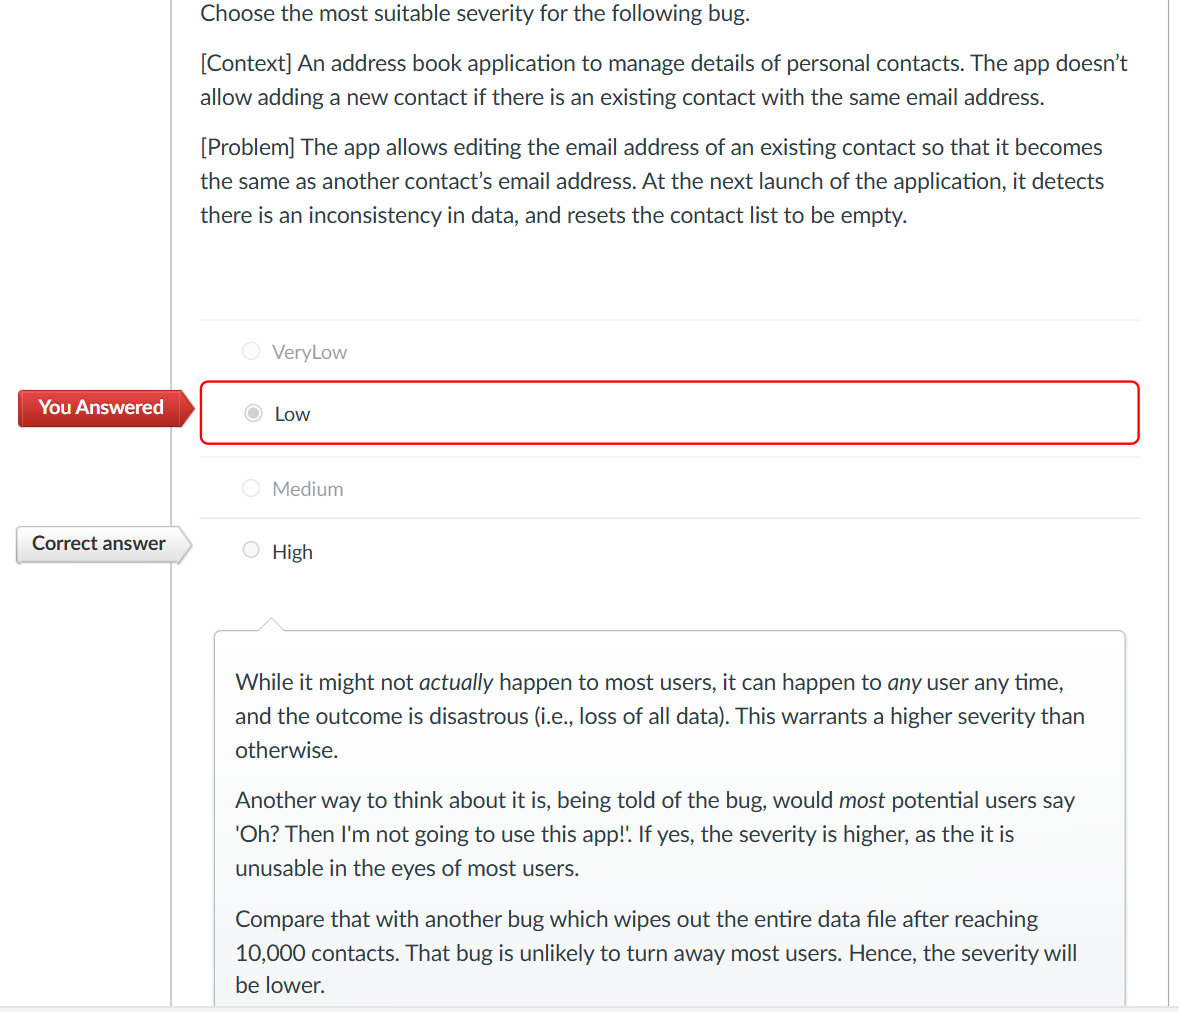 Choose the most suitable severity for the following bug.
[Context] An address book application to manage details of personal contacts. The app doesn’t
allow adding a new contact if there is an existing contact with the same email address.
[Problem] The app allows editing the email address of an existing contact so that it becomes
the same as another contact’s email address. At the next launch of the application, it detects
there is an inconsistency in data, and resets the contact list to be empty.
VeryLow
You Answered
Low
Medium
Correct answer
High
While it might not actually happen to most users, it can happen to any user any time,
and the outcome is disastrous (i.e., loss of all data). This warrants a higher severity than
otherwise.
Another way to think about it is, being told of the bug, would most potential users say
'Oh? Then I'm not going to use this app!'. If yes, the severity is higher, as the it is
unusable in the eyes of most users.
Compare that with another bug which wipes out the entire data file after reaching
10,000 contacts. That bug is unlikely to turn away most users. Hence, the severity will
be lower.